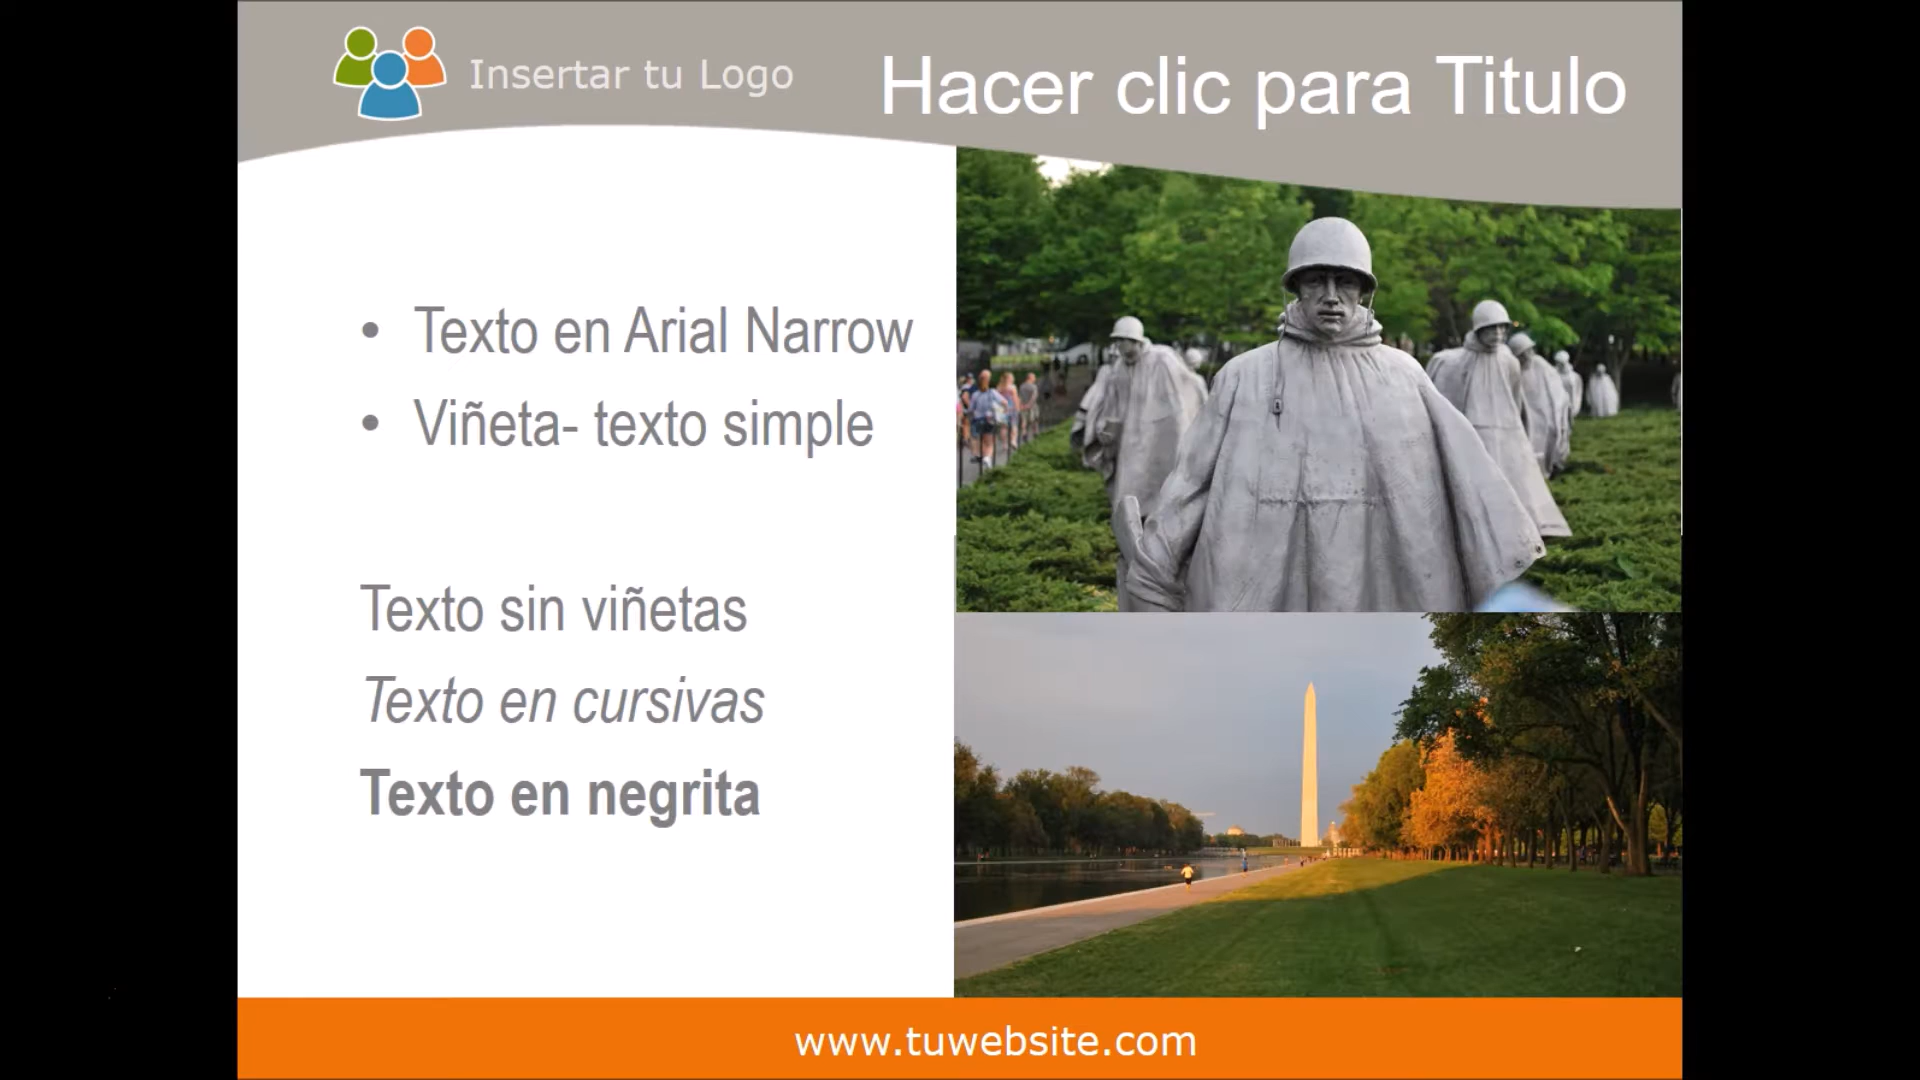 Insertar tu Logo
Hacer clic para Titulo
• Texto en Arial Narrow
• Viñeta- texto simple
Texto sin viñetas
Texto en cursivas
Texto en negrita
www.tuwebsite.com